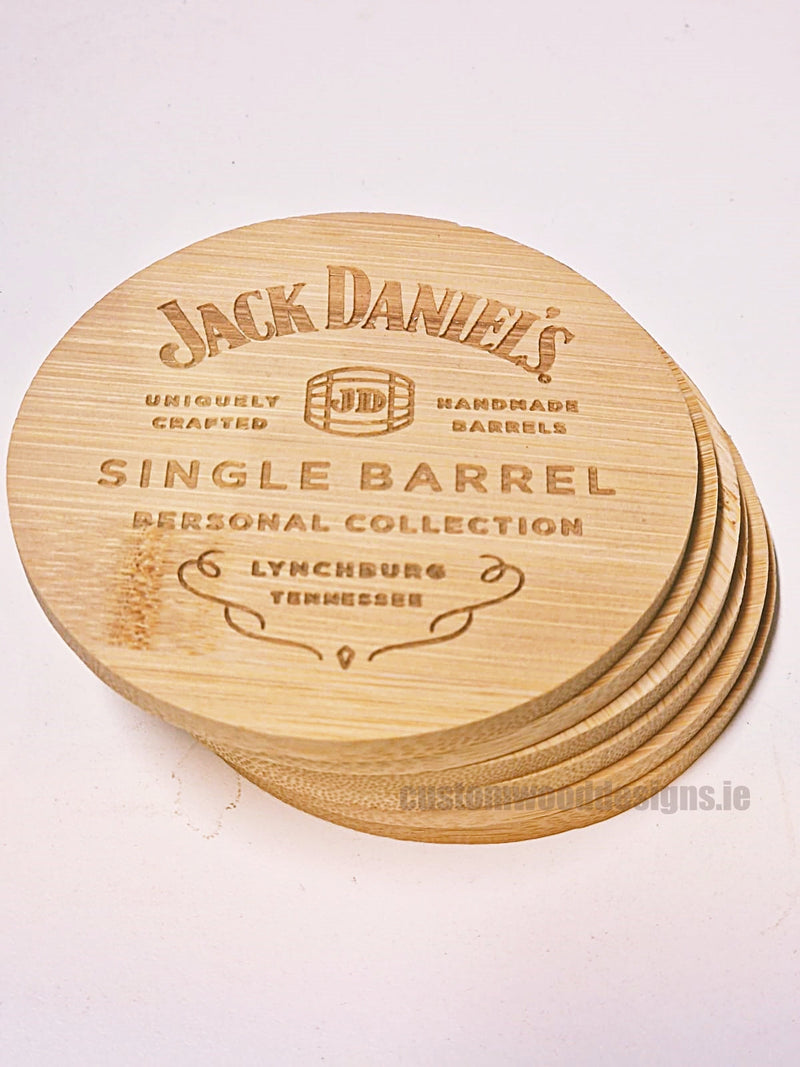 JACK DANIEL'S
UNIQUELY CRAFTED
JD
HANDMADE BARRELS
SINGLE BARREL
PERSONAL COLLECTION
LYNCHBURG
TENNESSEE
customwooddesigns.ie